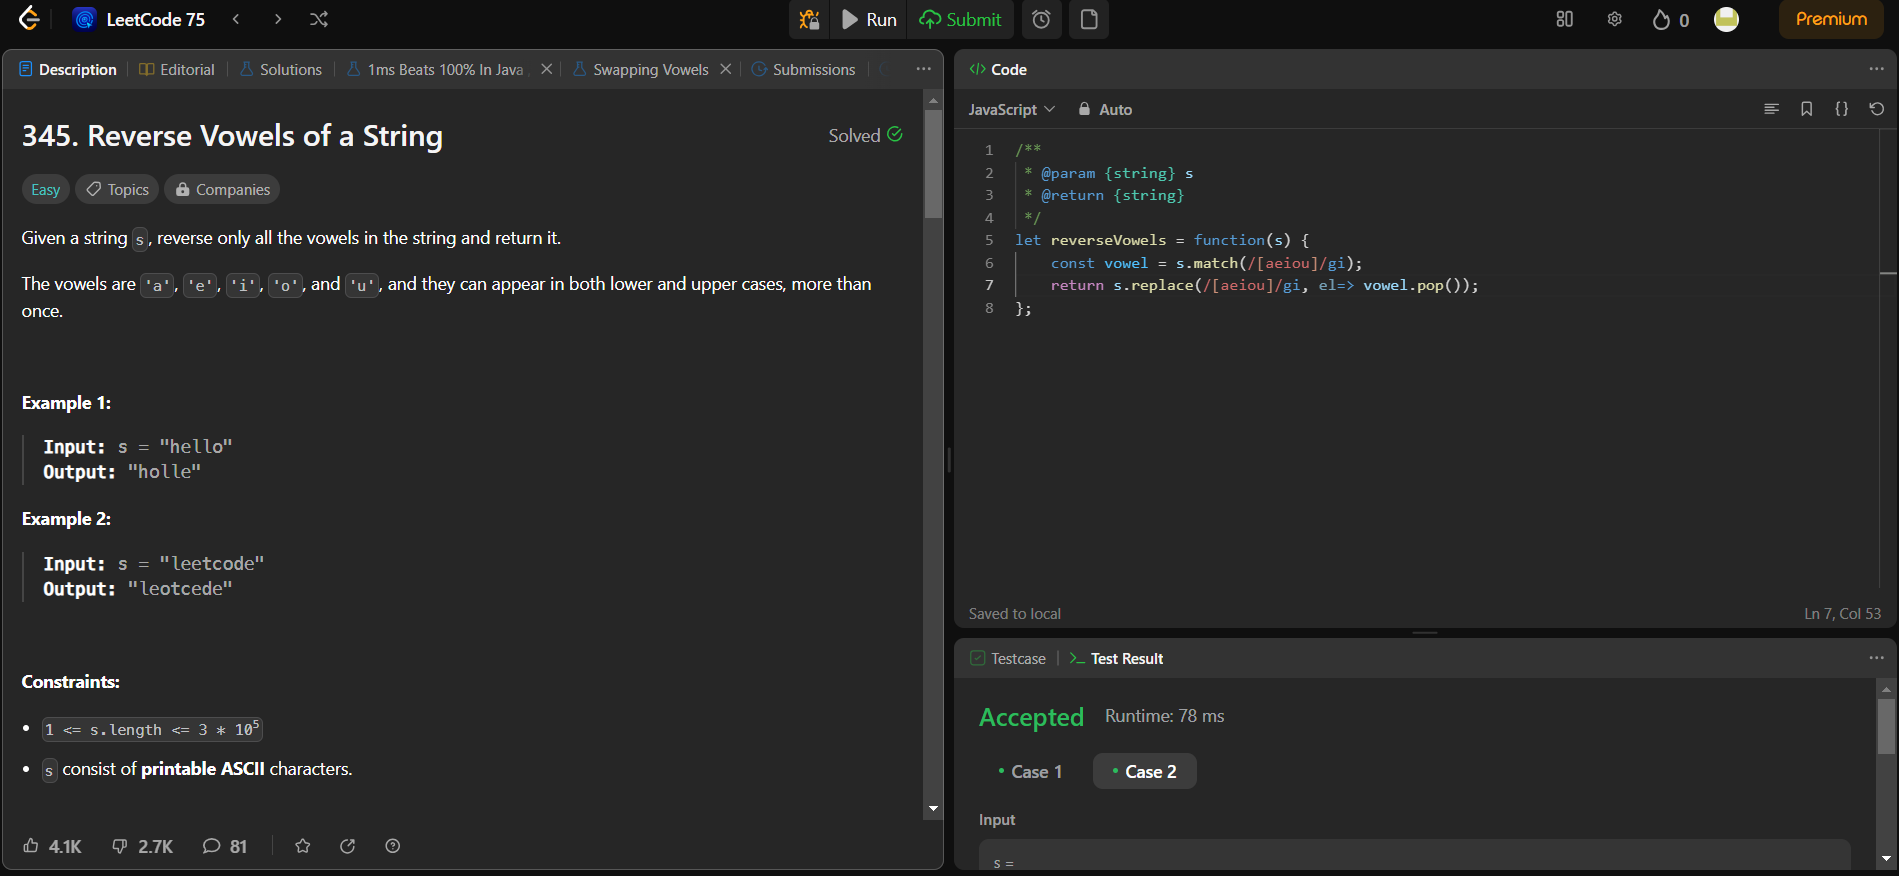 LeetCode 75
Run
Submit
0
Premium
Description
Editorial
Solutions
1ms Beats 100% In Java
Swapping Vowels
Submissions
345. Reverse Vowels of a String
Solved
Easy
Topics
Companies
Given a string s, reverse only all the vowels in the string and return it.
The vowels are 'a', 'e', 'i', 'o', and 'u', and they can appear in both lower and upper cases, more than
once.
Example 1:
Input: s = "hello"
Output: "holle"
Example 2:
Input: s = "leetcode"
Output: "leotcede"
Constraints:
• 1 <= s.length <= 3 * 10⁵
• s consist of printable ASCII characters.
4.1K
2.7K
81
</> Code
JavaScript
Auto
1 /**
2  * @param {string} s
3  * @return {string}
4  */
5 let reverseVowels = function(s) {
6     const vowel = s.match(/[aeiou]/gi);
7     return s.replace(/[aeiou]/gi, el=> vowel.pop());
8 };
Saved to local
Ln 7, Col 53
Testcase
>_ Test Result
Accepted
Runtime: 78 ms
• Case 1
• Case 2
Input
s =